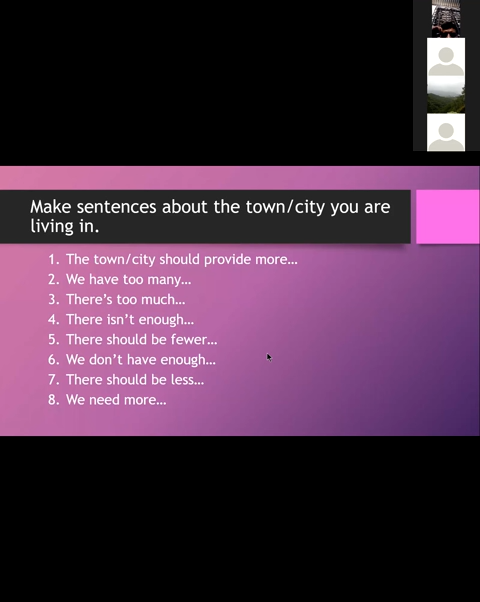 Make sentences about the town/city you are
living in.
1. The town/city should provide more…
2. We have too many…
3. There's too much…
4. There isn't enough…
5. There should be fewer…
6. We don't have enough…
7. There should be less…
8. We need more…